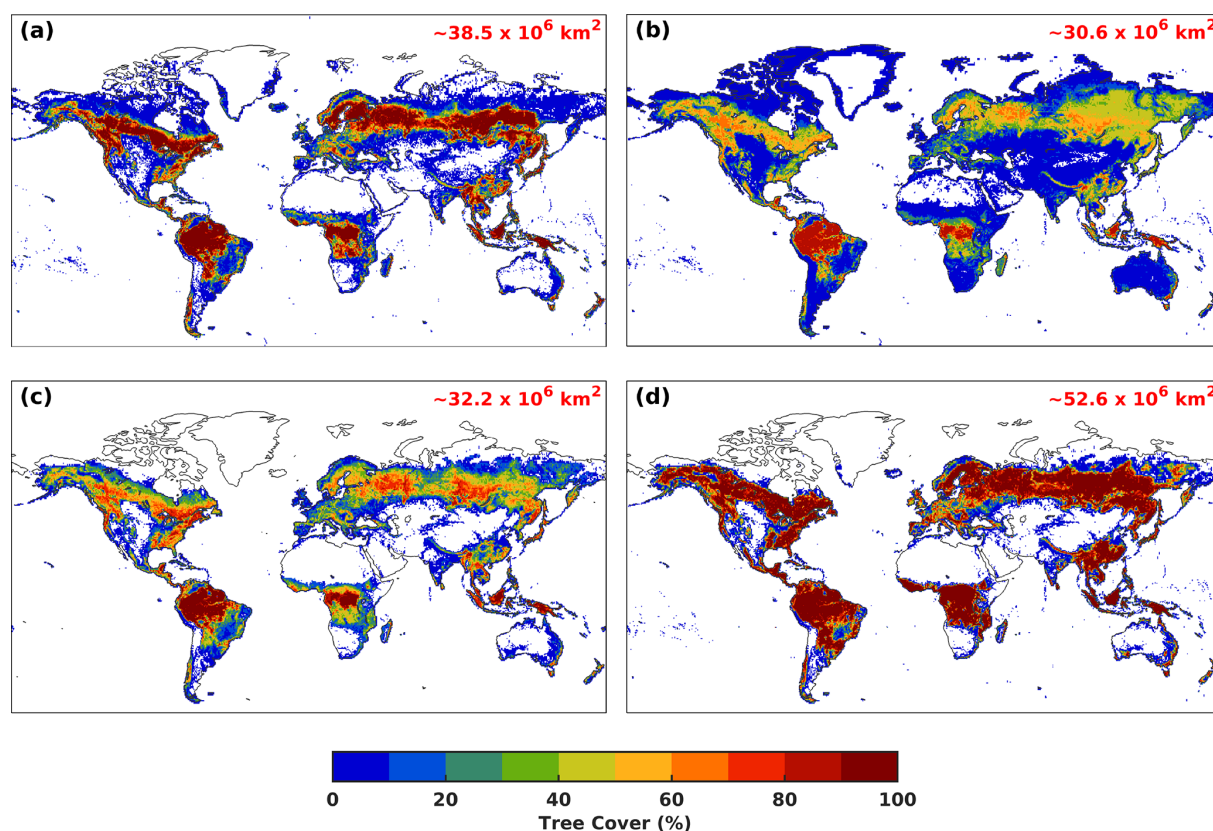 (a) ~38.5 x 10⁶ km²
(b) ~30.6 x 10⁶ km²
(c) ~32.2 x 10⁶ km²
(d) ~52.6 x 10⁶ km²
0 20 40 60 80 100
Tree Cover (%)